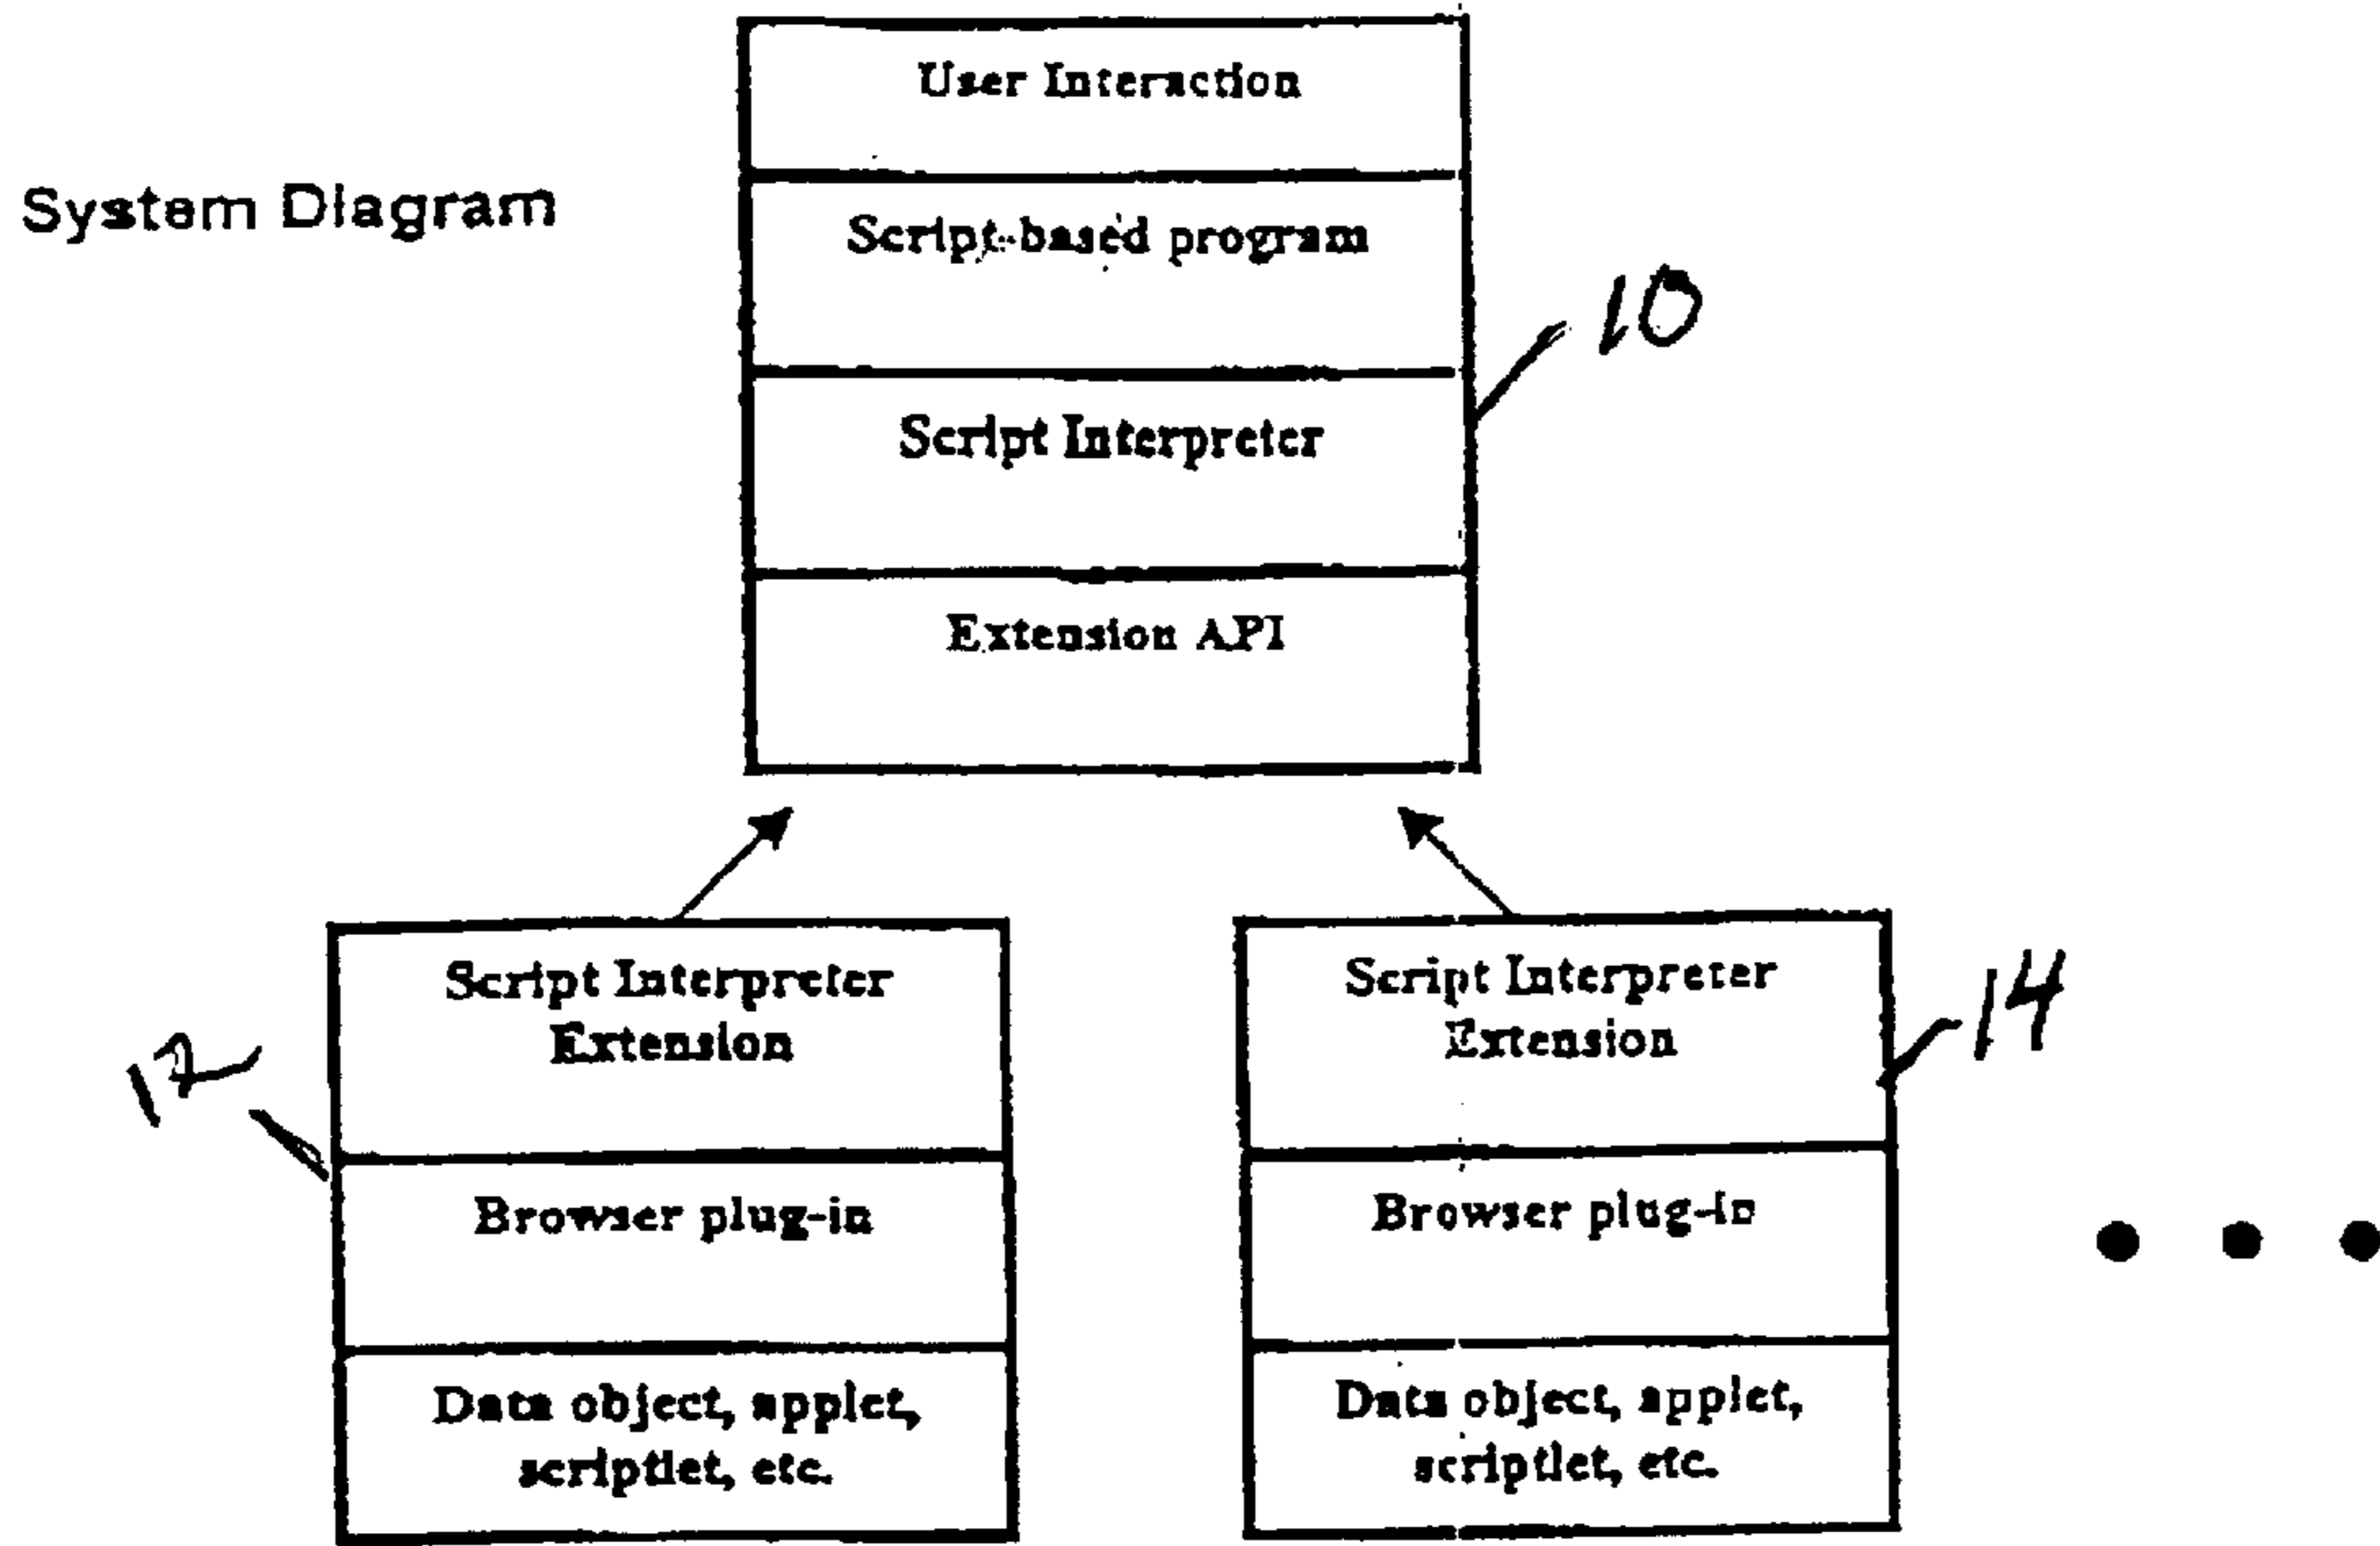 User Interaction
System Diagram
Script-based program
10
Script Interpreter
Extension API
Script Interpreter
Extension
12
Browser plug-in
Data object, applet,
scriptlet, etc.
Script Interpreter
Extension
14
Browser plug-in
Data object, applet,
scriptlet, etc.